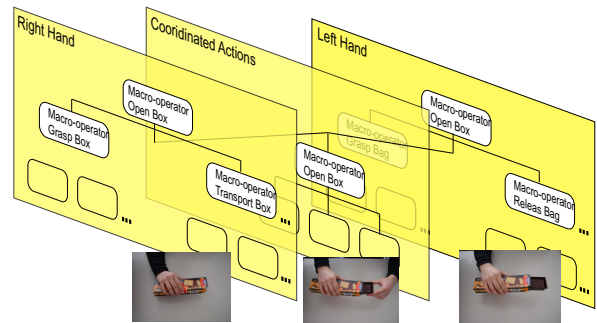 Right Hand
Cooridinated Actions
Left Hand
Macro-operator
Open Box
Macro-operator
Grasp Box
Macro-operator
Transport Box
...
...
Macro-operator
Open Box
...
...
Macro-operator
Grasp Bag
Macro-operator
Open Box
Macro-operator
Releas Bag
...
...